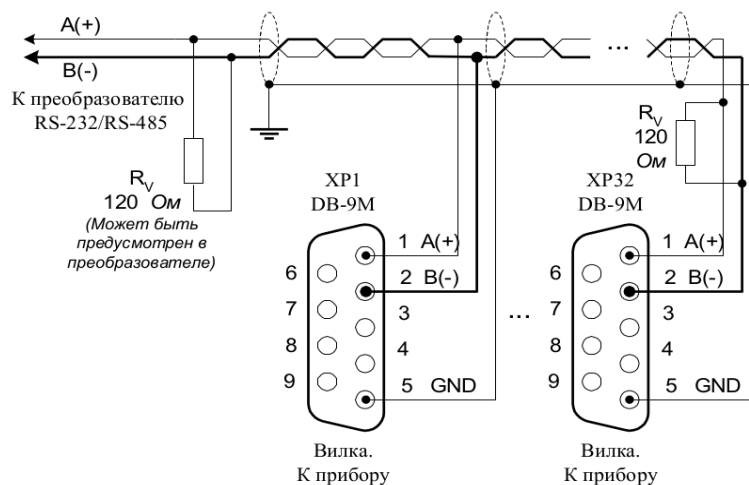 A(+)
B(-)
К преобразователю
RS-232/RS-485
...
R_V
120 Ом
(Может быть
предусмотрен в
преобразователе)
R_V
120
Ом
XP1
DB-9M
1 A(+)
2 B(-)
3
4
5 GND
6
7
8
9
Вилка.
К прибору
...
XP32
DB-9M
1 A(+)
2 B(-)
3
4
5 GND
6
7
8
9
Вилка.
К прибору